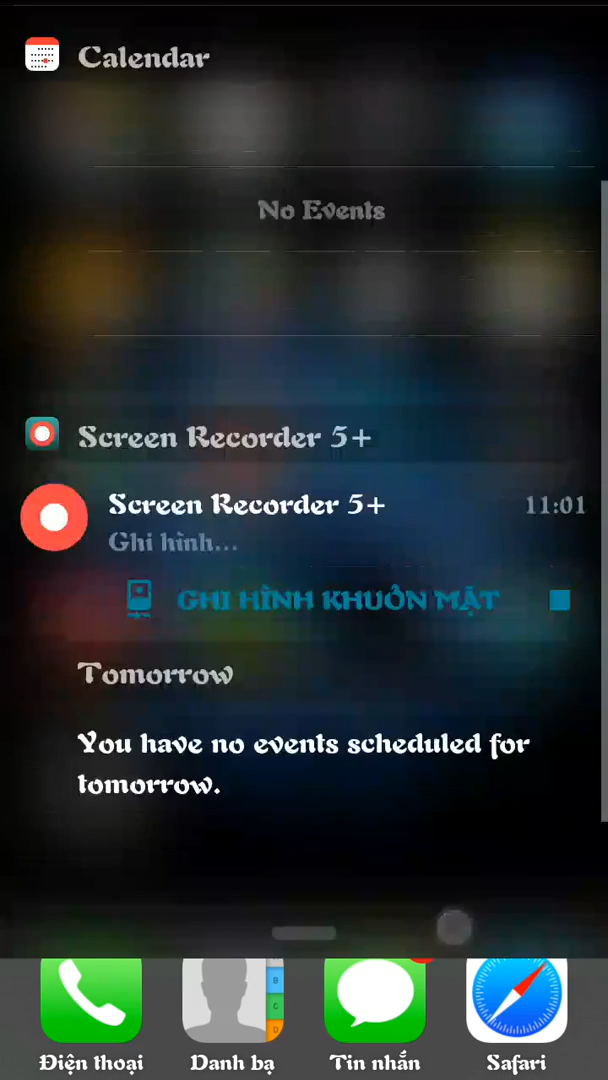 Calendar
No Events
Screen Recorder 5+
Screen Recorder 5+ 11:01
Ghi hình...
GHI HÌNH KHUÔN MẶT
Tomorrow
You have no events scheduled for
tomorrow.
Điện thoại Danh bạ Tin nhắn Safari